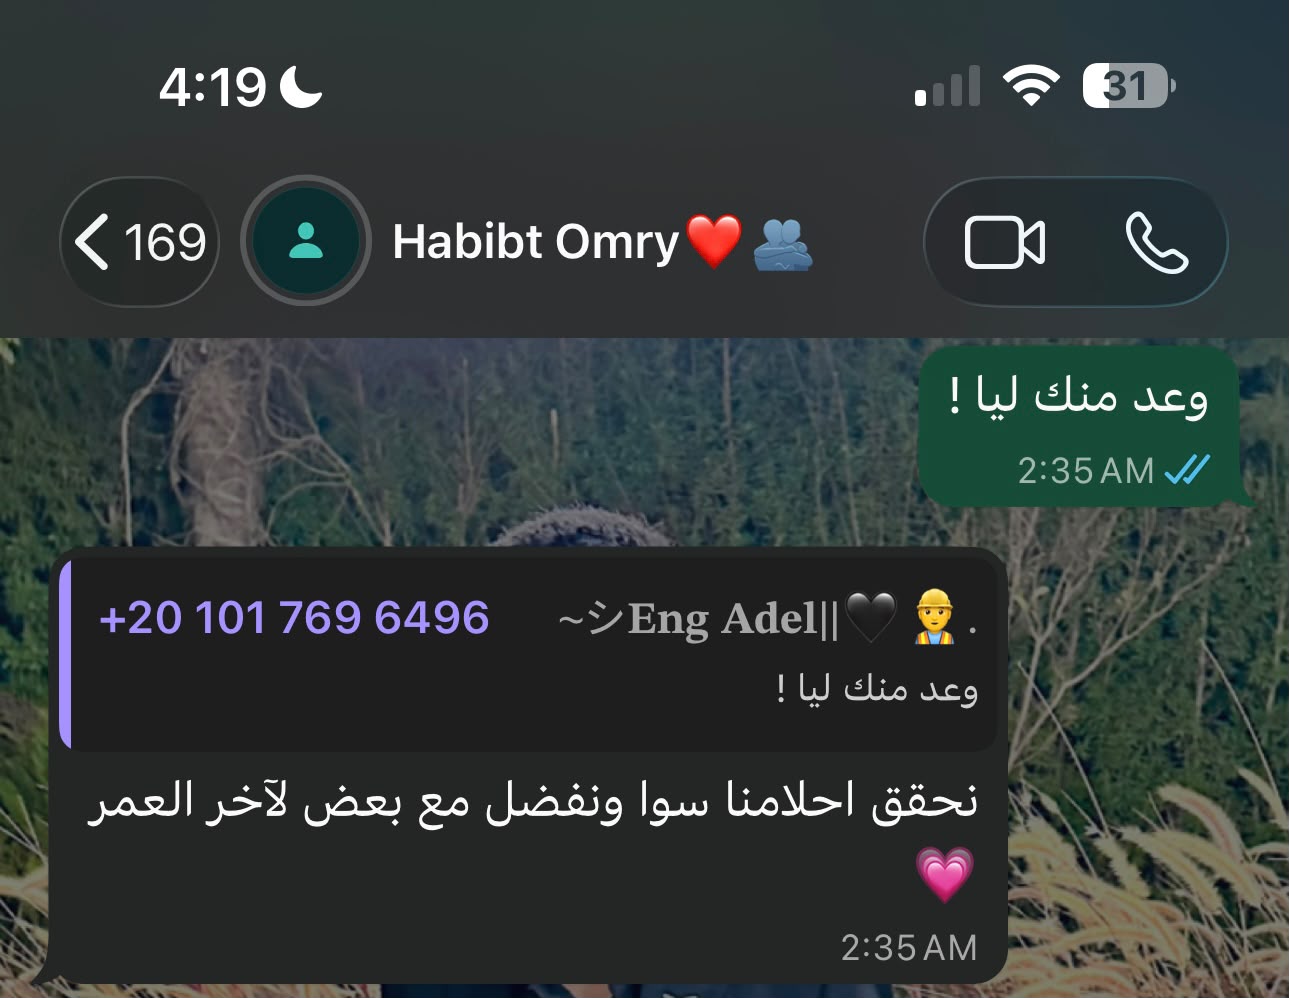 4:19
31
169
Habibt Omry❤️🫂
وعد منك ليا !
2:35 AM
+20 101 769 6496 ~シEng Adel||🖤👷.
وعد منك ليا !
نحقق احلامنا سوا ونفضل مع بعض لآخر العمر
💗
2:35 AM